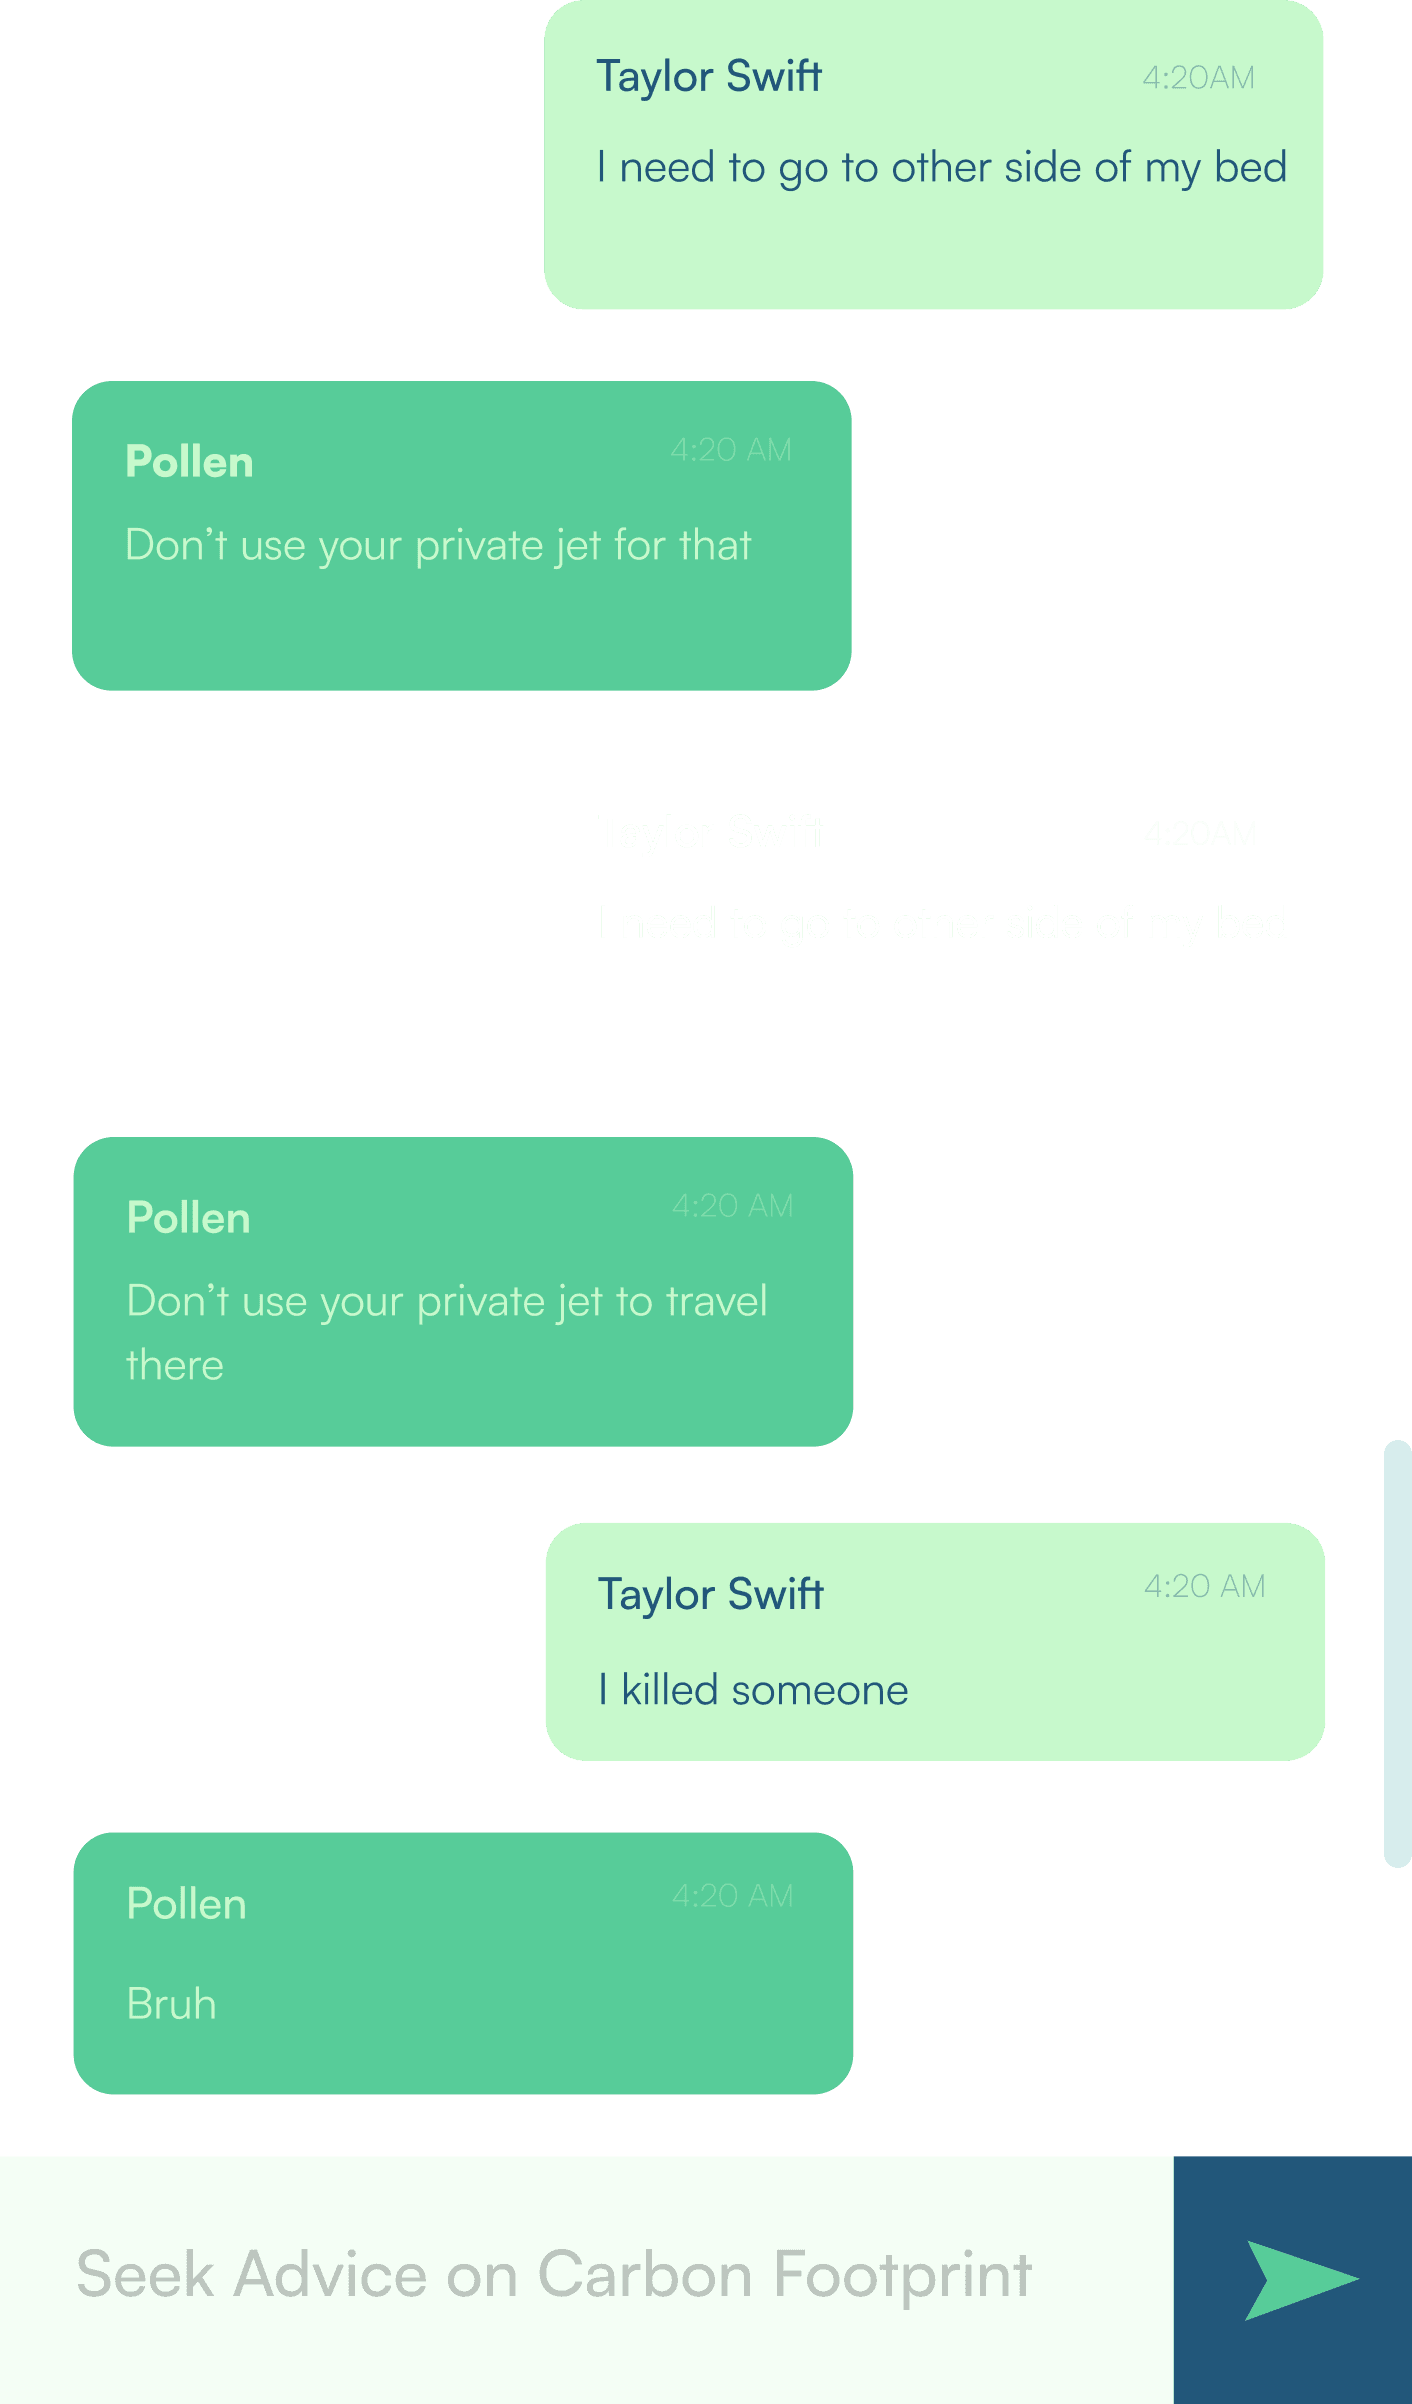 Taylor Swift 4:20AM
I need to go to other side of my bed
Pollen 4:20 AM
Don’t use your private jet for that
Taylor Swift 4:20AM
I need to go to other side of my bed
Pollen 4:20 AM
Don’t use your private jet to travel
there
Taylor Swift 4:20 AM
I killed someone
Pollen 4:20 AM
Bruh
Seek Advice on Carbon Footprint